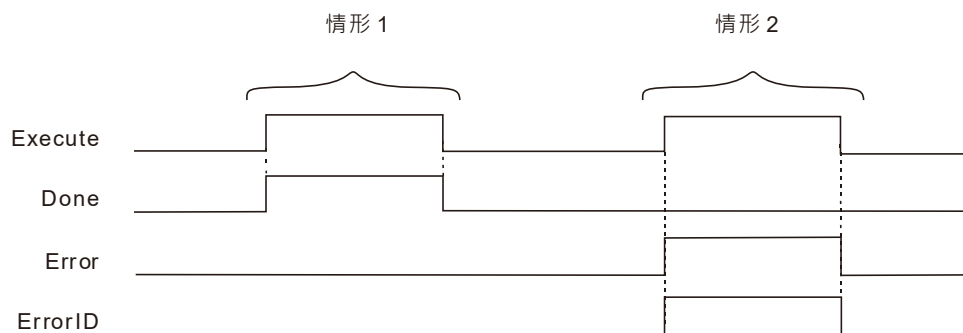 情形 1 情形 2
Execute
Done
Error
ErrorID